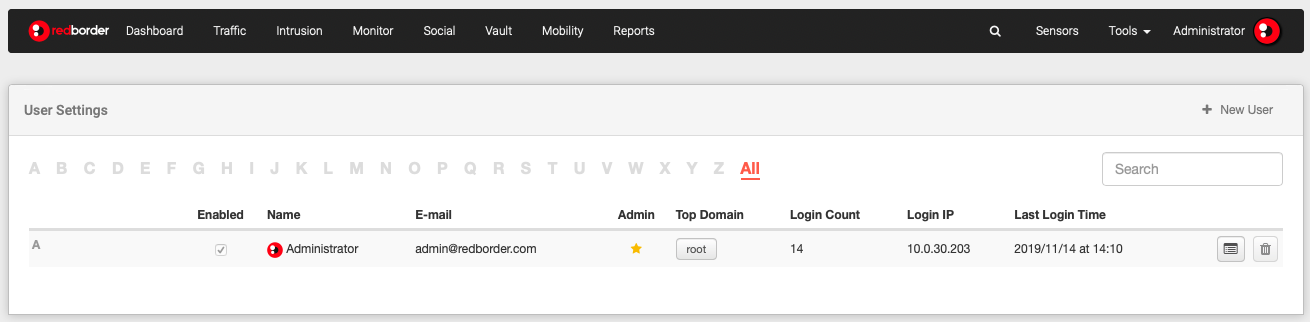 redborder Dashboard Traffic Intrusion Monitor Social Vault Mobility Reports Sensors Tools Administrator
User Settings + New User
A B C D E F G H I J K L M N O P Q R S T U V W X Y Z All Search
Enabled Name E-mail Admin Top Domain Login Count Login IP Last Login Time
A Administrator admin@redborder.com root 14 10.0.30.203 2019/11/14 at 14:10